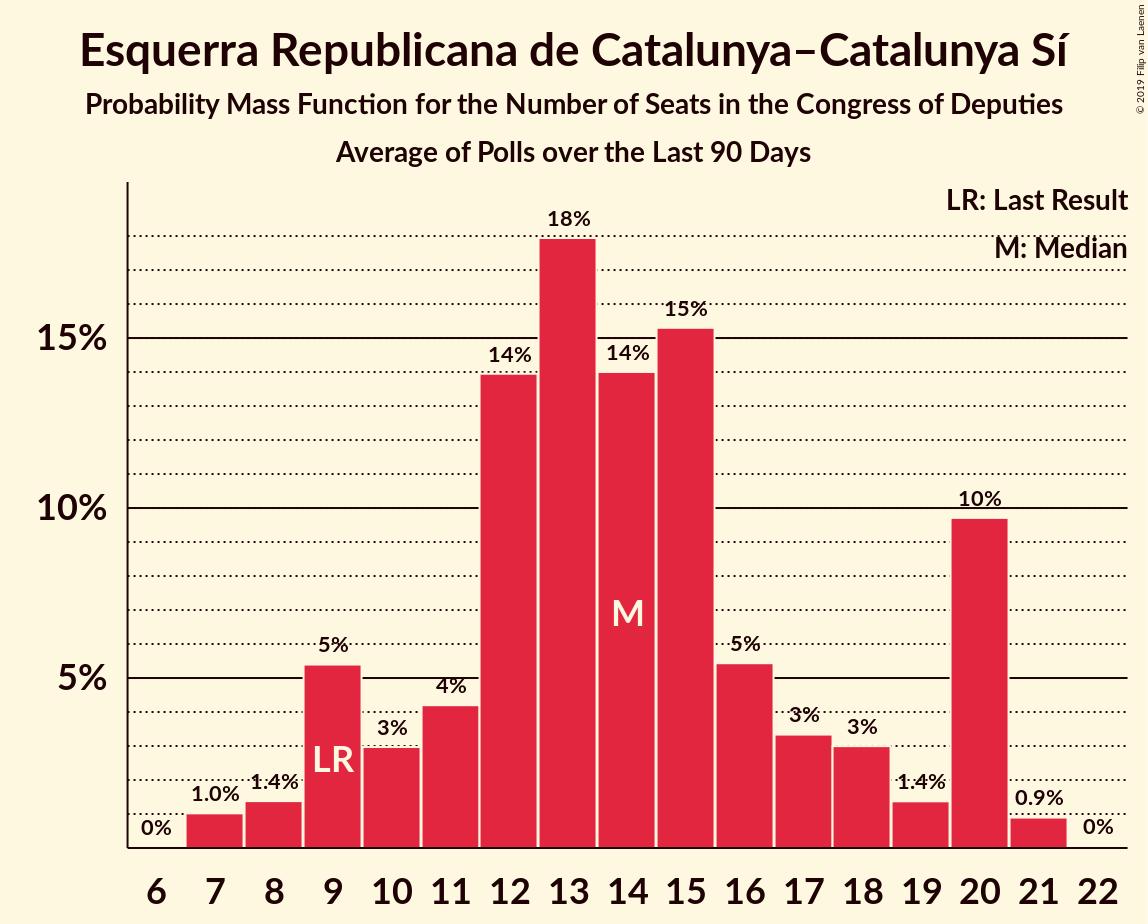 Esquerra Republicana de Catalunya–Catalunya Sí
Probability Mass Function for the Number of Seats in the Congress of Deputies
Average of Polls over the Last 90 Days
© 2019 Filip van Laenen
LR: Last Result
M: Median
18%
15%
15%
14%
14%
10%
10%
5%
5%
5%
4%
3%
3%
3%
1.4%
1.4%
1.0%
0.9%
0%
0%
M
LR
6 7 8 9 10 11 12 13 14 15 16 17 18 19 20 21 22